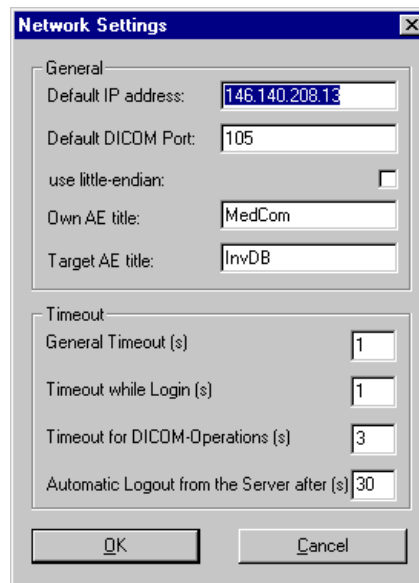 Network Settings
General
Default IP address: 146.140.208.13
Default DICOM Port: 105
use little-endian:
Own AE title: MedCom
Target AE title: InvDB
Timeout
General Timeout (s) 1
Timeout while Login (s) 1
Timeout for DICOM-Operations (s) 3
Automatic Logout from the Server after (s) 30
OK Cancel